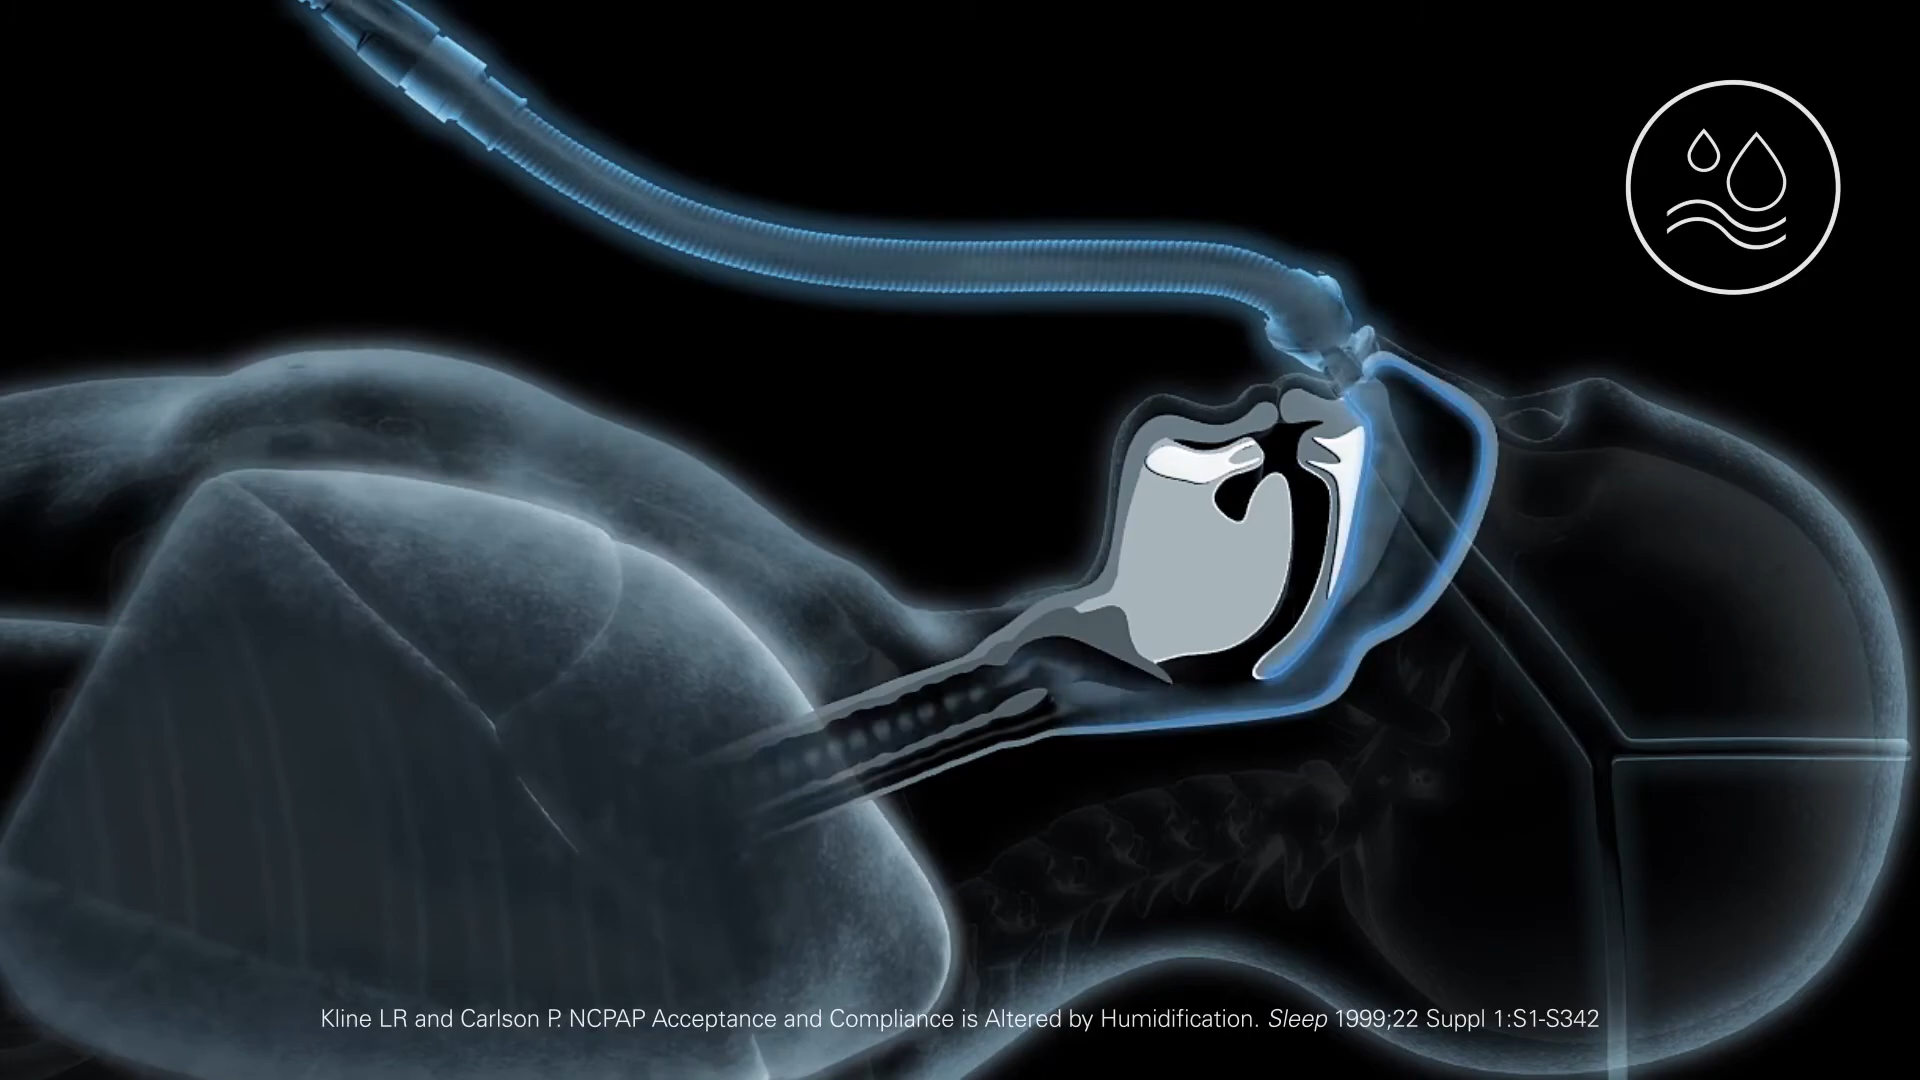 Kline LR and Carlson P. NCPAP Acceptance and Compliance is Altered by Humidification. Sleep 1999;22 Suppl 1:S1-S342